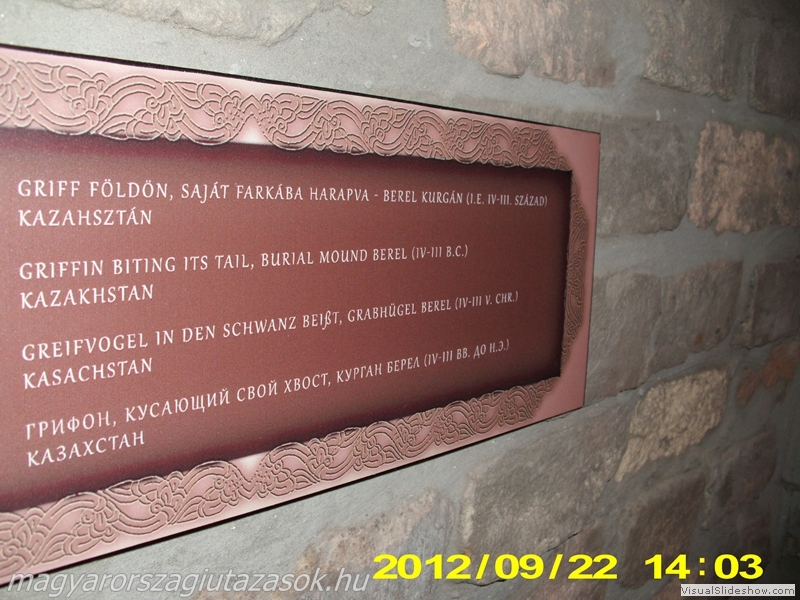 GRIFF FÖLDÖN, SAJÁT FARKÁBA HARAPVA - BEREL KURGÁN (I.E. IV-III. SZÁZAD)
KAZAHSZTÁN
GRIFFIN BITING ITS TAIL, BURIAL MOUND BEREL (IV-III B.C.)
KAZAKHSTAN
GREIFVOGEL IN DEN SCHWANZ BEIßT, GRABHÜGEL BEREL (IV-III V. CHR.)
KASACHSTAN
ГРИФОН, КУСАЮЩИЙ СВОЙ ХВОСТ, КУРГАН БЕРЕЛ (IV-III ВВ. ДО Н.Э.)
КАЗАХСТАН
magyarorszagiutazasok.hu
2012/09/22 14:03
VisualSlideshow.com